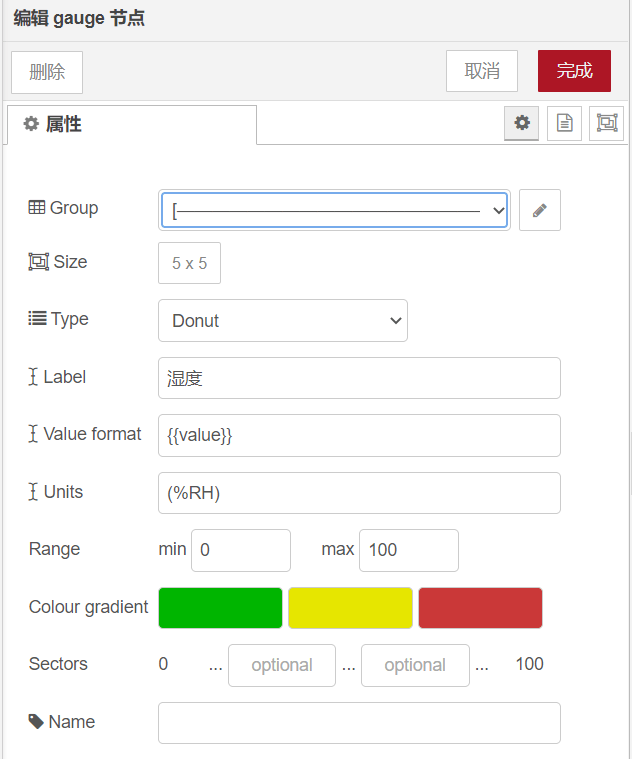 编辑 gauge 节点
删除 取消 完成
属性
Group [————————————————
Size 5 x 5
Type Donut
Label 湿度
Value format {{value}}
Units (%RH)
Range min 0 max 100
Colour gradient
Sectors 0 ... optional ... optional ... 100
Name